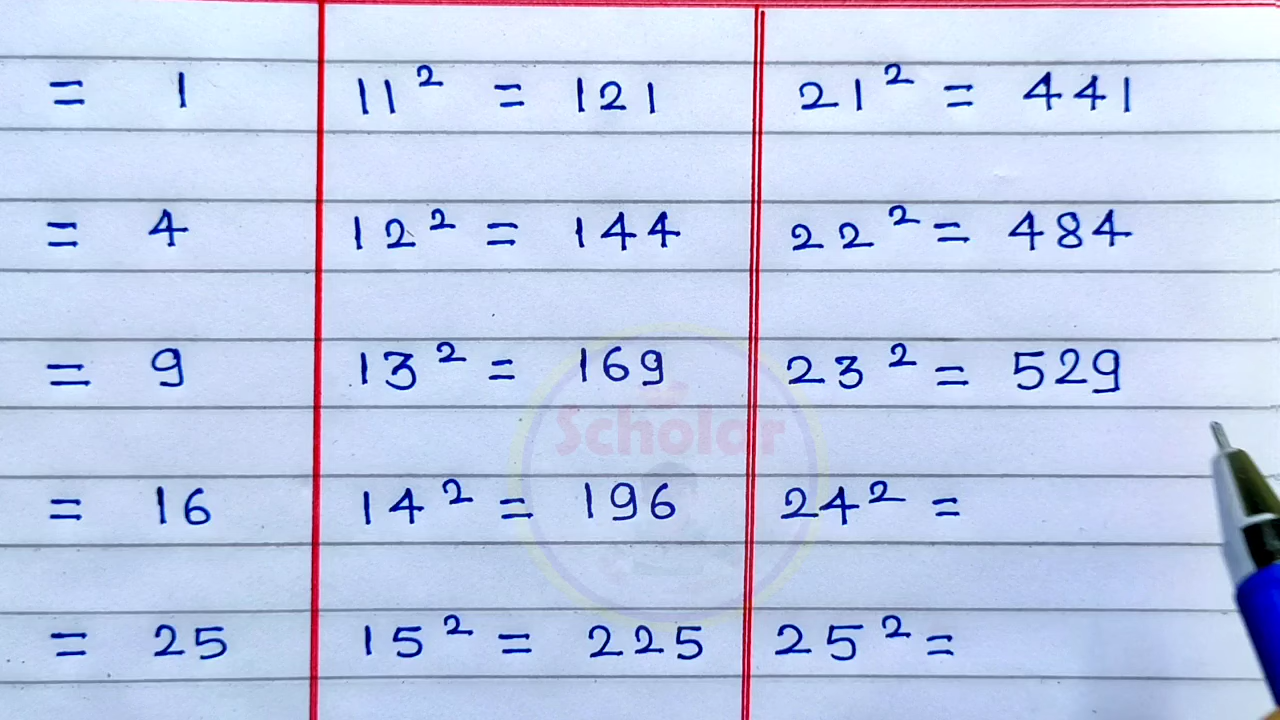 = 1 11² = 121 21² = 441
= 4 12² = 144 22² = 484
= 9 13² = 169 23² = 529
Scholar
= 16 14² = 196 24² =
= 25 15² = 225 25² =